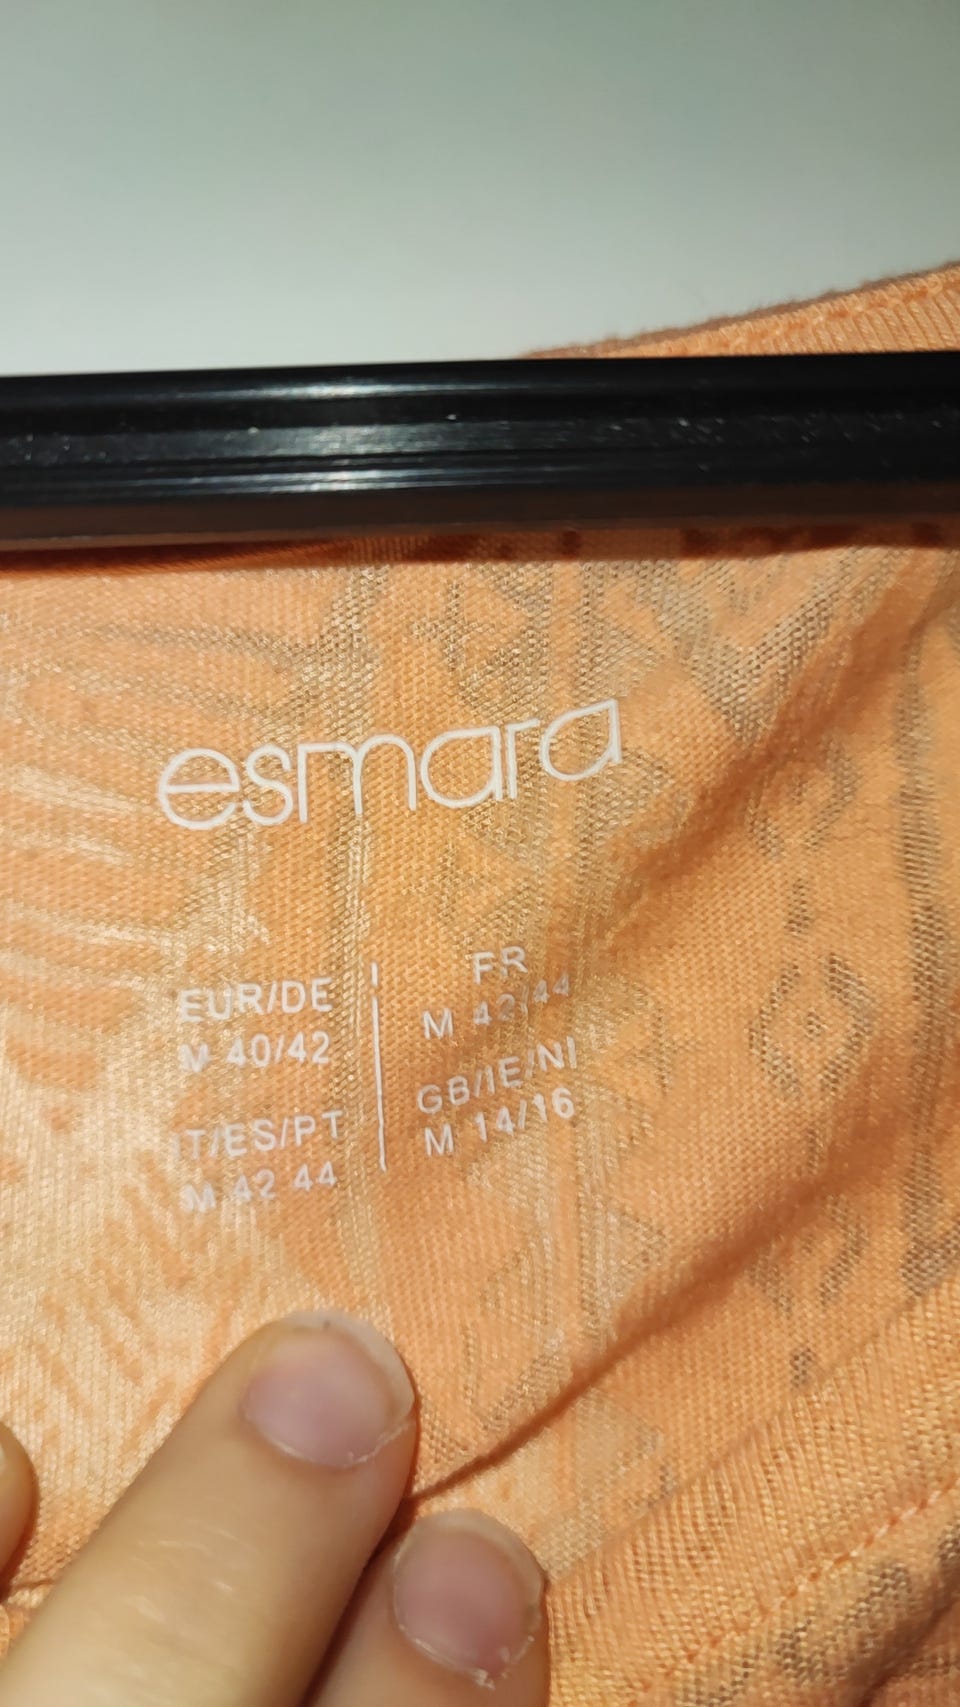 esmara
EUR/DE
M 40/42
IT/ES/PT
M 42 44
FR
M 42/44
GB/IE/NI
M 14/16